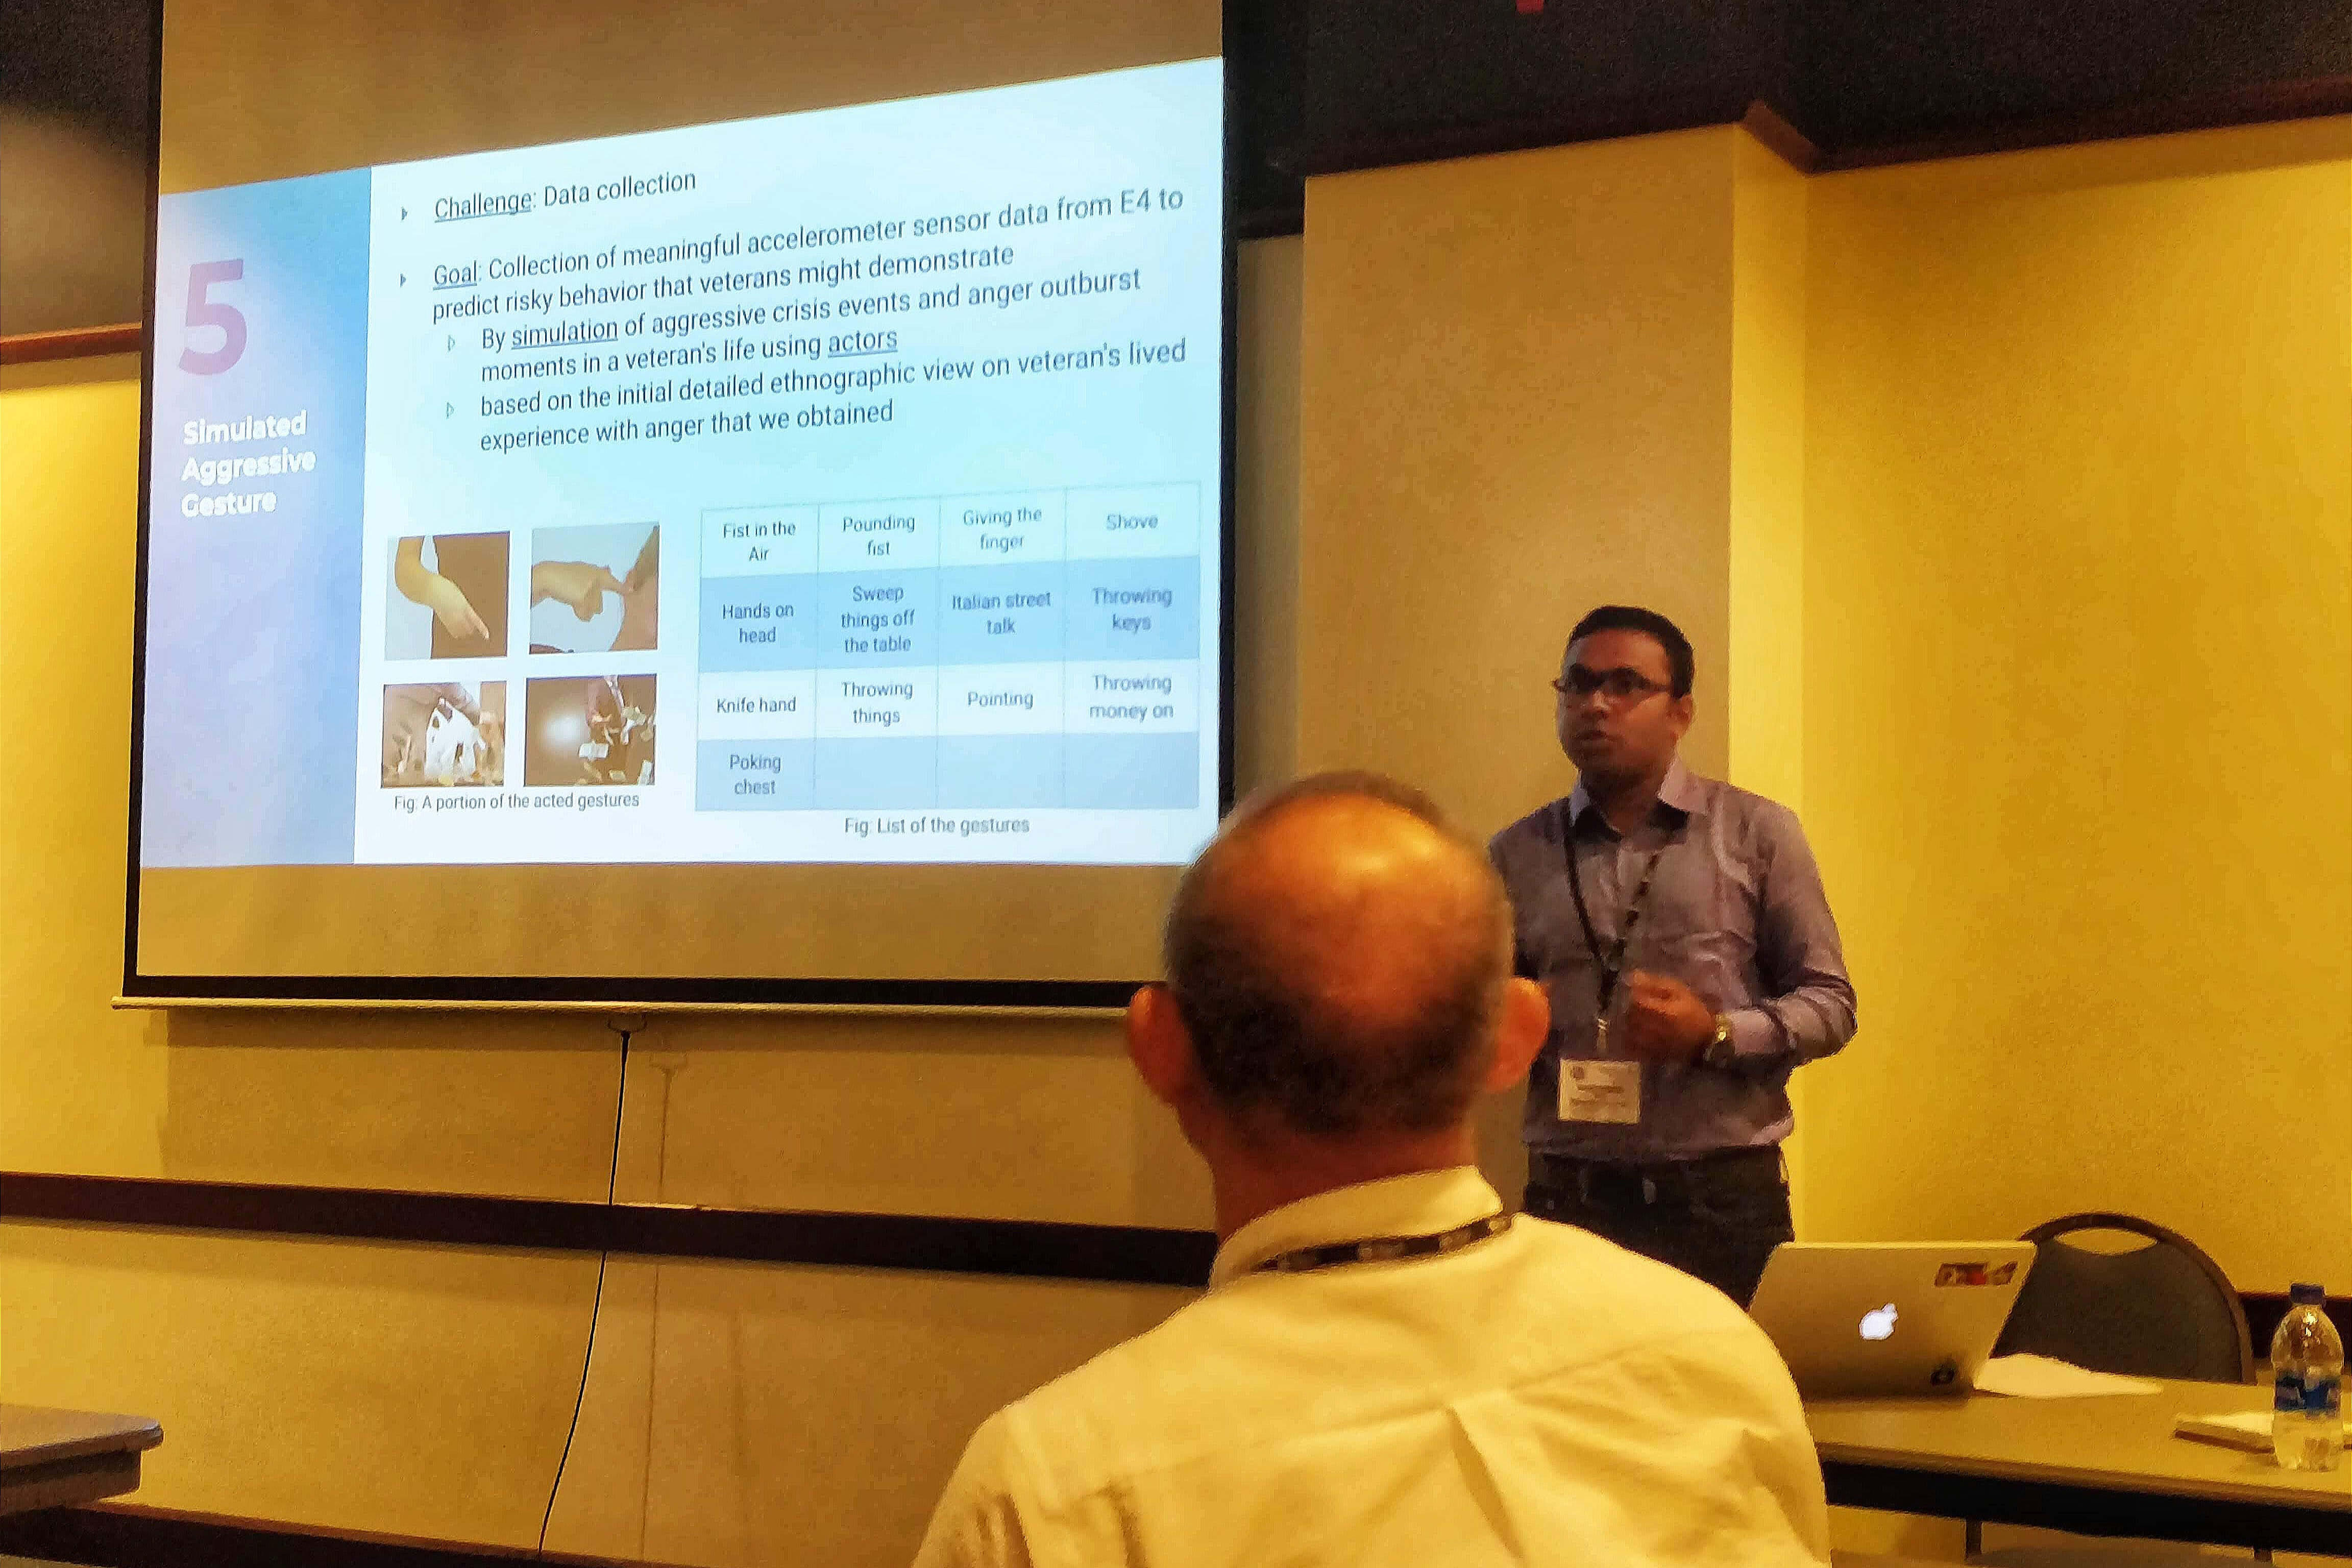 5
Simulated
Aggressive
Gesture
Challenge: Data collection
Goal: Collection of meaningful accelerometer sensor data from E4 to
predict risky behavior that veterans might demonstrate
By simulation of aggressive crisis events and anger outburst
moments in a veteran's life using actors
based on the initial detailed ethnographic view on veteran's lived
experience with anger that we obtained
Fist in the
Air
Pounding
fist
Giving the
finger
Shove
Hands on
head
Sweep
things off
the table
Italian street
talk
Throwing
keys
Knife hand
Throwing
things
Pointing
Throwing
money on
Poking
chest
Fig: A portion of the acted gestures
Fig: List of the gestures